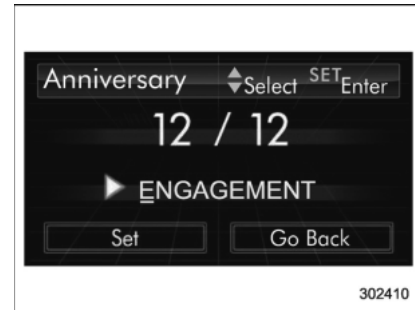 Anniversary Select SET Enter
12 / 12
ENGAGEMENT
Set Go Back
302410